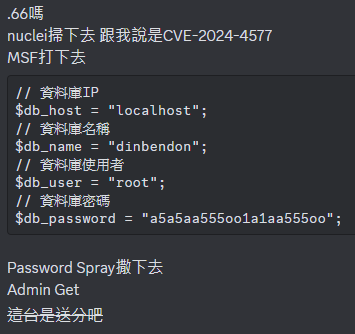 .66嗎
nuclei掃下去 跟我說是CVE-2024-4577
MSF打下去
// 資料庫IP
$db_host = "localhost";
// 資料庫名稱
$db_name = "dinbendon";
// 資料庫使用者
$db_user = "root";
// 資料庫密碼
$db_password = "a5a5aa555oo1a1aa555oo";
Password Spray撒下去
Admin Get
這台是送分吧